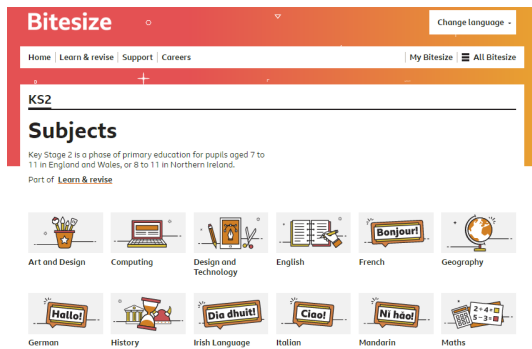 Bitesize
Change language
Home Learn & revise Support Careers My Bitesize All Bitesize
KS2
Subjects
Key Stage 2 is a phase of primary education for pupils aged 7 to
11 in England and Wales, or 8 to 11 in Northern Ireland.
Part of Learn & revise
Bonjour!
Art and Design Computing Design and Technology English French Geography
Hallo! Dia dhuit! Ciao! Ní hǎo! 2+4=
5-3=
German History Irish Language Italian Mandarin Maths